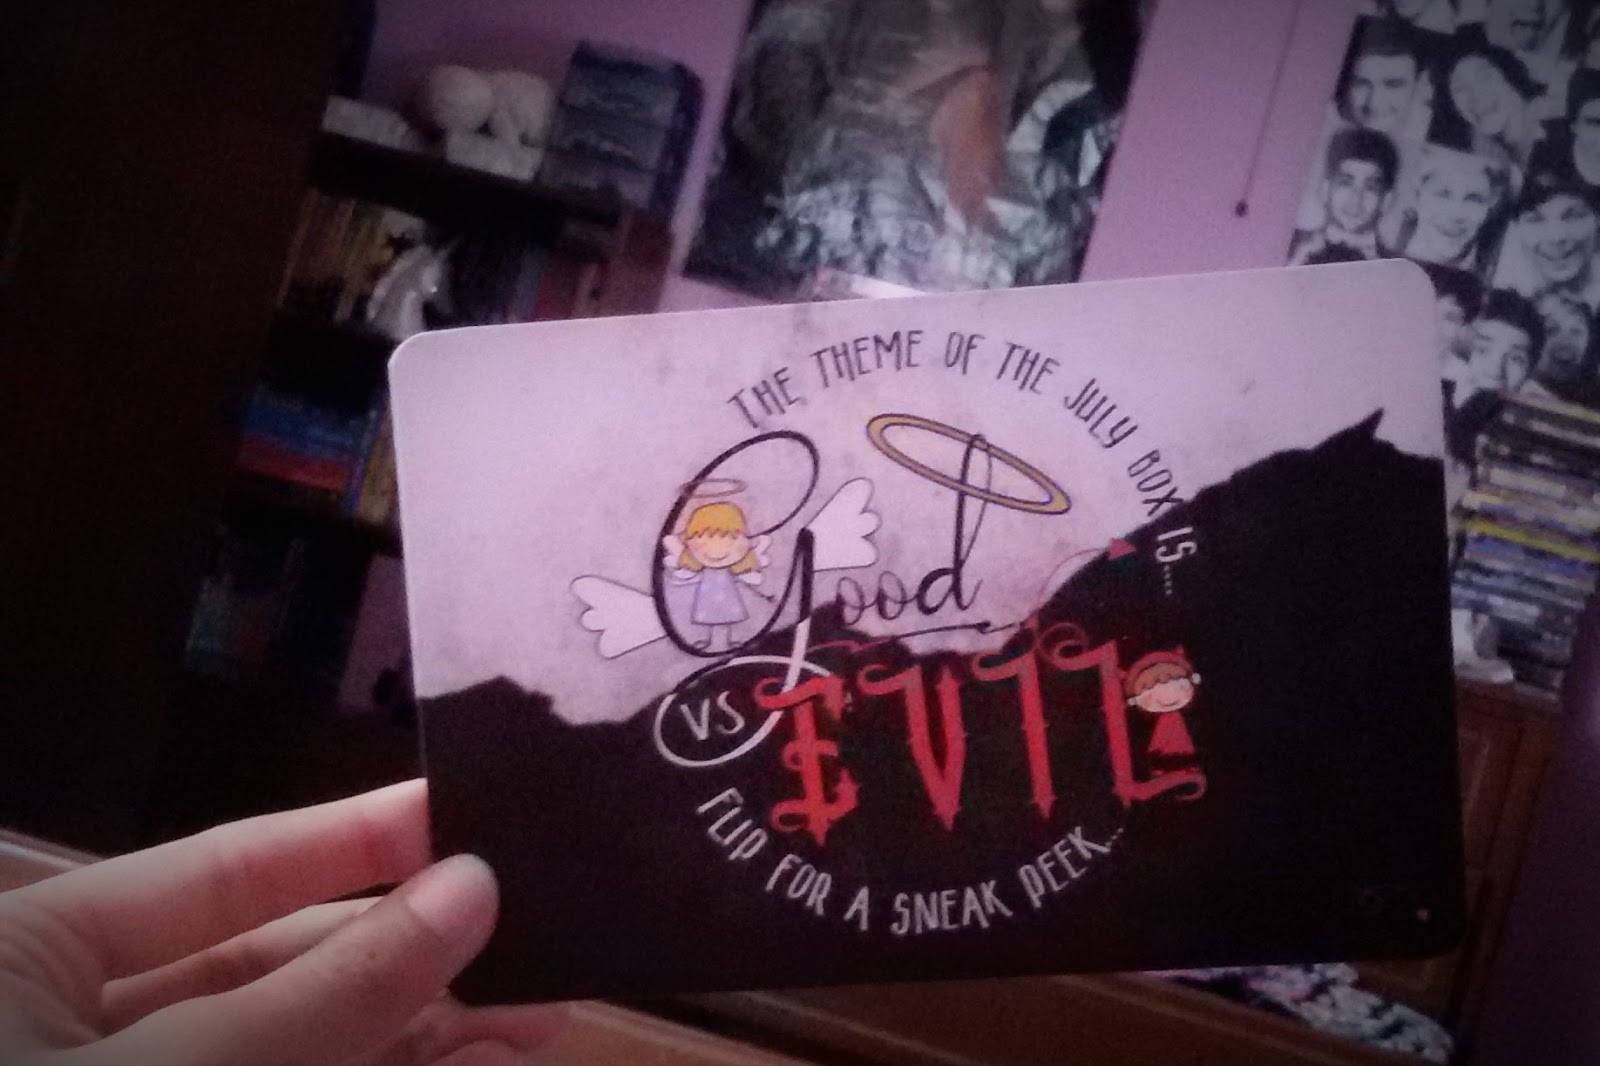 THE THEME OF THE JULY BOX IS....
Good
VS
EVIL
FLIP FOR A SNEAK PEEK...